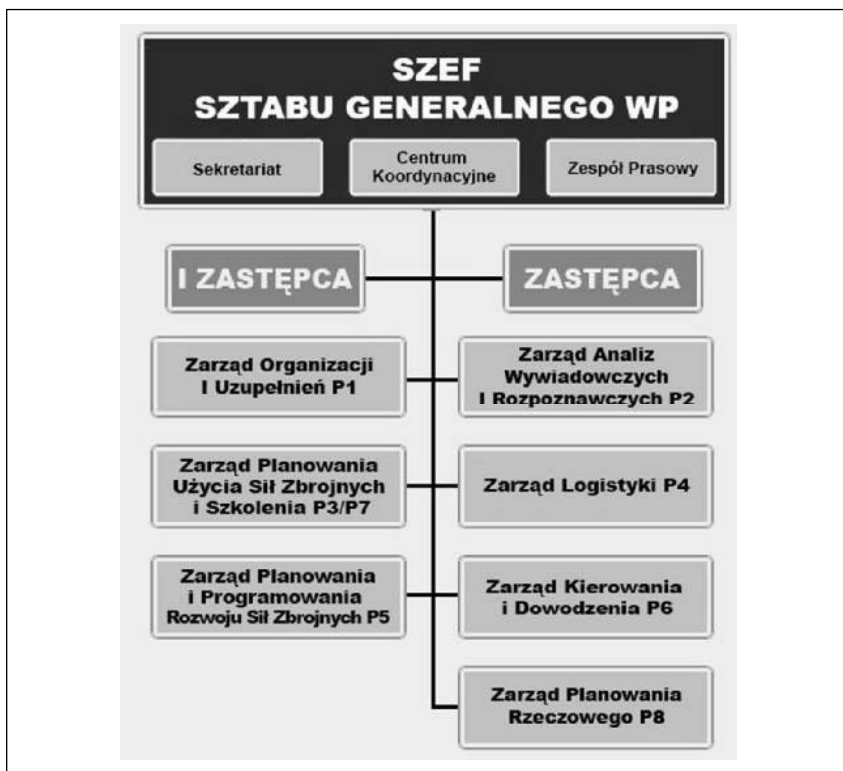 SZEF
SZTABU GENERALNEGO WP
Sekretariat
Centrum
Koordynacyjne
Zespół Prasowy
I ZASTĘPCA
ZASTĘPCA
Zarząd Organizacji
I Uzupełnień P1
Zarząd Analiz
Wywiadowczych
I Rozpoznawczych P2
Zarząd Planowania
Użycia Sił Zbrojnych
i Szkolenia P3/P7
Zarząd Logistyki P4
Zarząd Planowania
i Programowania
Rozwoju Sił Zbrojnych P5
Zarząd Kierowania
i Dowodzenia P6
Zarząd Planowania
Rzeczowego P8